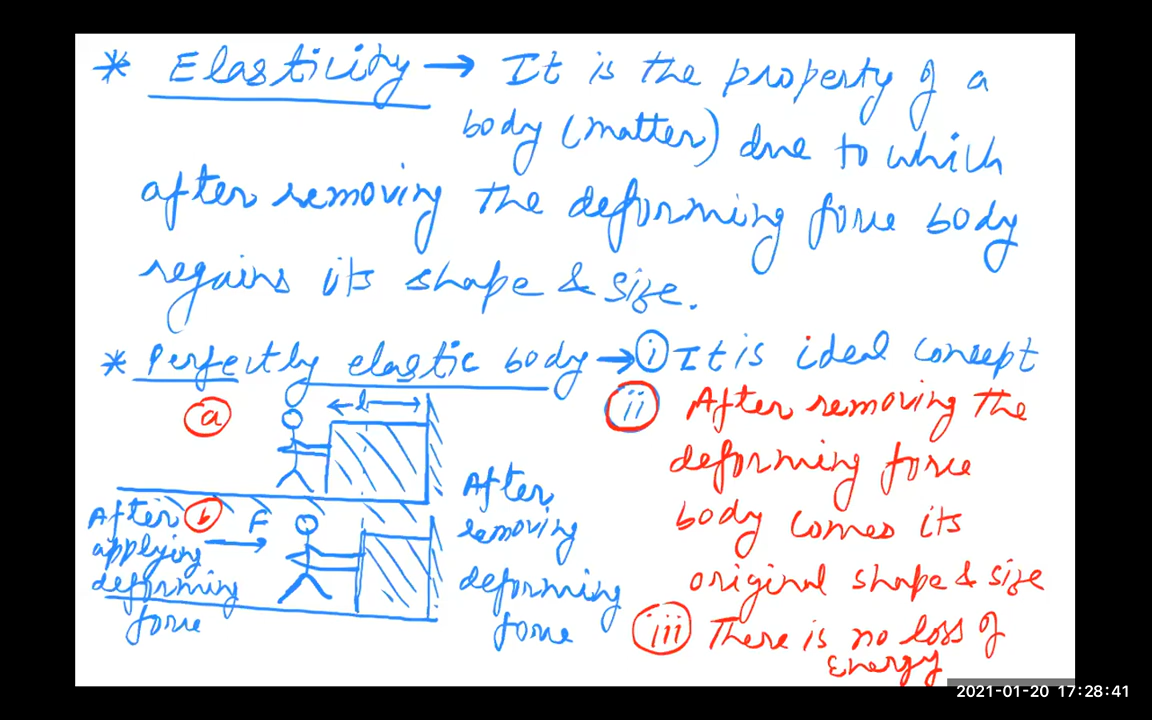 * Elasticity → It is the property of a
body (matter) due to which
after removing the deforming force body
regains its shape & size.
* Perfectly elastic body → (i) It is ideal concept
(a)
l
(ii) After removing the
deforming force
body comes its
original shape & size
(iii) There is no loss of
Energy
After (b) F
applying
deforming
force
After
removing
deforming
force
2021-01-20 17:28:41